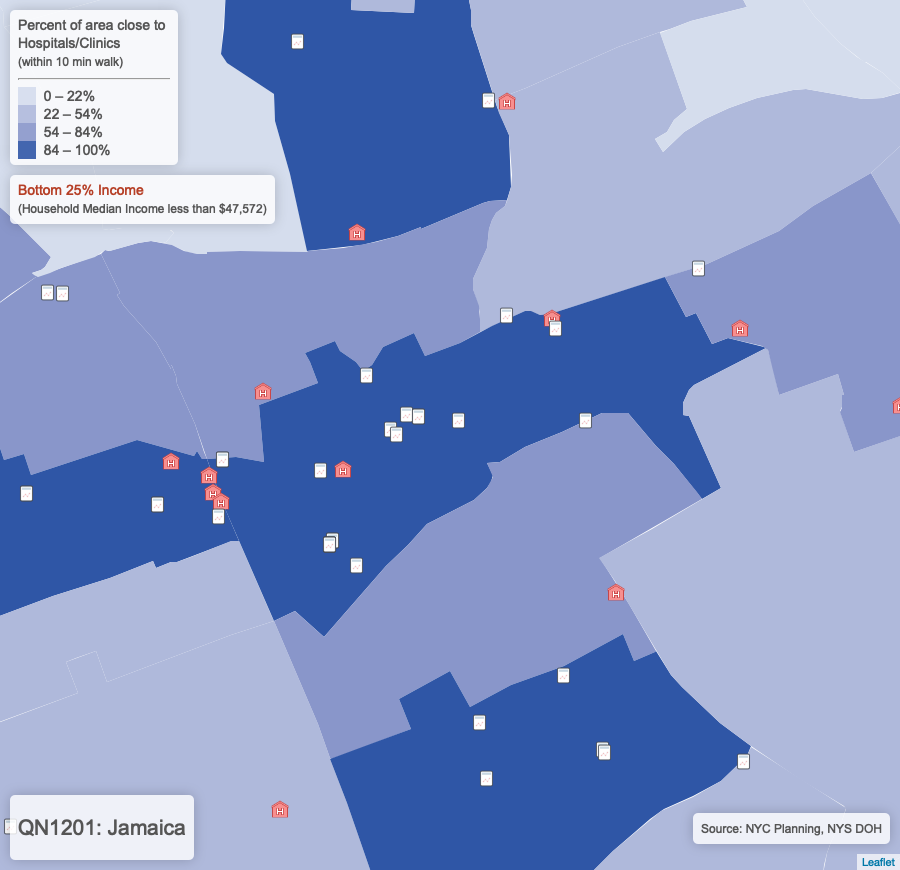 Percent of area close to
Hospitals/Clinics
(within 10 min walk)
0 – 22%
22 – 54%
54 – 84%
84 – 100%
Bottom 25% Income
(Household Median Income less than $47,572)
QN1201: Jamaica
Source: NYC Planning, NYS DOH
Leaflet